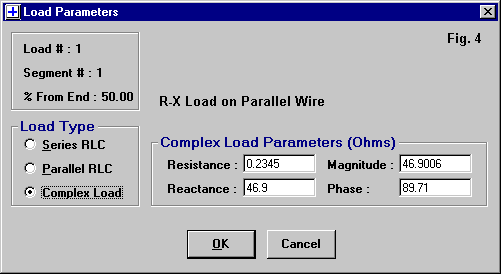 Load Parameters
Fig. 4
Load # : 1
Segment # : 1
% From End : 50.00
R-X Load on Parallel Wire
Load Type
Series RLC
Parallel RLC
Complex Load
Complex Load Parameters (Ohms)
Resistance : 0.2345 Magnitude : 46.9006
Reactance : 46.9 Phase : 89.71
OK Cancel